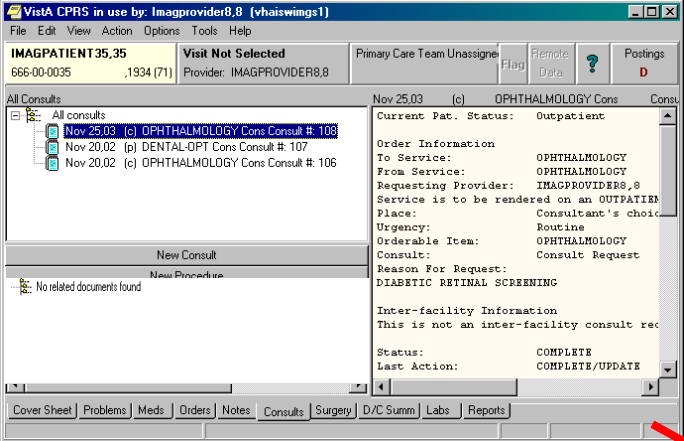 VistA CPRS in use by: Imagprovider8,8 (vhaiswimgs1)
File Edit View Action Options Tools Help
IMAGPATIENT35,35
666-00-0035 ,1934 (71)
Visit Not Selected
Provider: IMAGPROVIDER8,8
Primary Care Team Unassigne
Flag
Remote
Data
?
Postings
D
All Consults
All consults
Nov 25,03 (c) OPHTHALMOLOGY Cons Consult #: 108
Nov 20,02 (p) DENTAL-OPT Cons Consult #: 107
Nov 20,02 (c) OPHTHALMOLOGY Cons Consult #: 106
New Consult
New Procedure
No related documents found
Nov 25,03 (c) OPHTHALMOLOGY Cons Consu
Current Pat. Status: Outpatient
Order Information
To Service: OPHTHALMOLOGY
From Service: OPHTHALMOLOGY
Requesting Provider: IMAGPROVIDER8,8
Service is to be rendered on an OUTPATIEN
Place: Consultant's choic
Urgency: Routine
Orderable Item: OPHTHALMOLOGY
Consult: Consult Request
Reason For Request:
DIABETIC RETINAL SCREENING
Inter-facility Information
This is not an inter-facility consult rec
Status: COMPLETE
Last Action: COMPLETE/UPDATE
Cover Sheet Problems Meds Orders Notes Consults Surgery D/C Summ Labs Reports